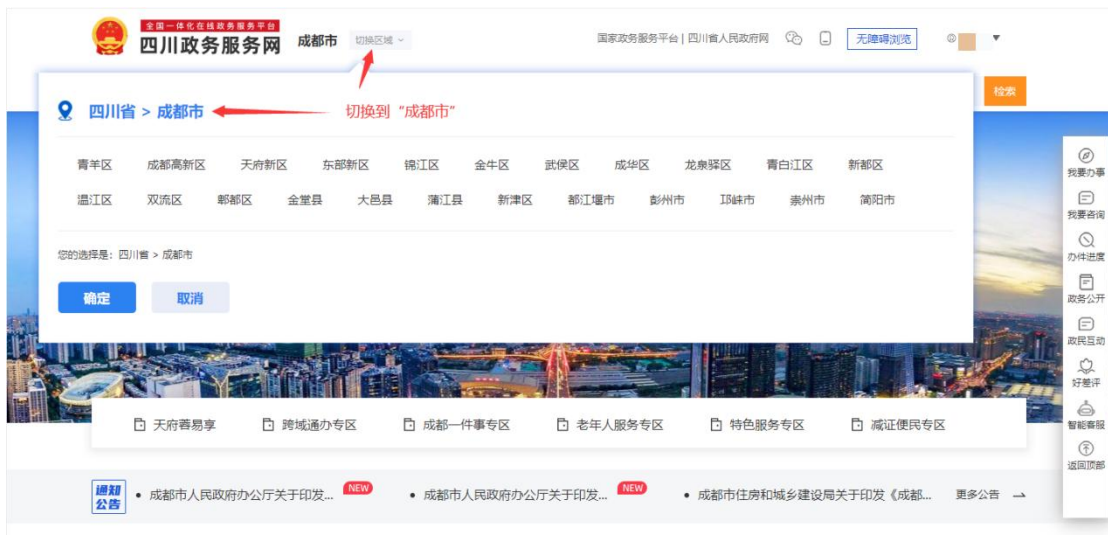 全国一体化在线政务服务平台
四川政务服务网 成都市 切换区域 国家政务服务平台 | 四川省人民政府网 无障碍浏览
检索
四川省 > 成都市 切换到 “成都市”
青羊区 成都高新区 天府新区 东部新区 锦江区 金牛区 武侯区 成华区 龙泉驿区 青白江区 新都区
温江区 双流区 郫都区 金堂县 大邑县 蒲江县 新津区 都江堰市 彭州市 邛崃市 崇州市 简阳市
您的选择是：四川省 > 成都市
确定 取消
我要办事
我要咨询
办件进度
政务公开
政民互动
好差评
智能客服
返回顶部
天府蓉易享 跨域通办专区 成都一件事专区 老年人服务专区 特色服务专区 减证便民专区
通知公告 • 成都市人民政府办公厅关于印发... NEW • 成都市人民政府办公厅关于印发... NEW • 成都市住房和城乡建设局关于印发《成都... 更多公告 →